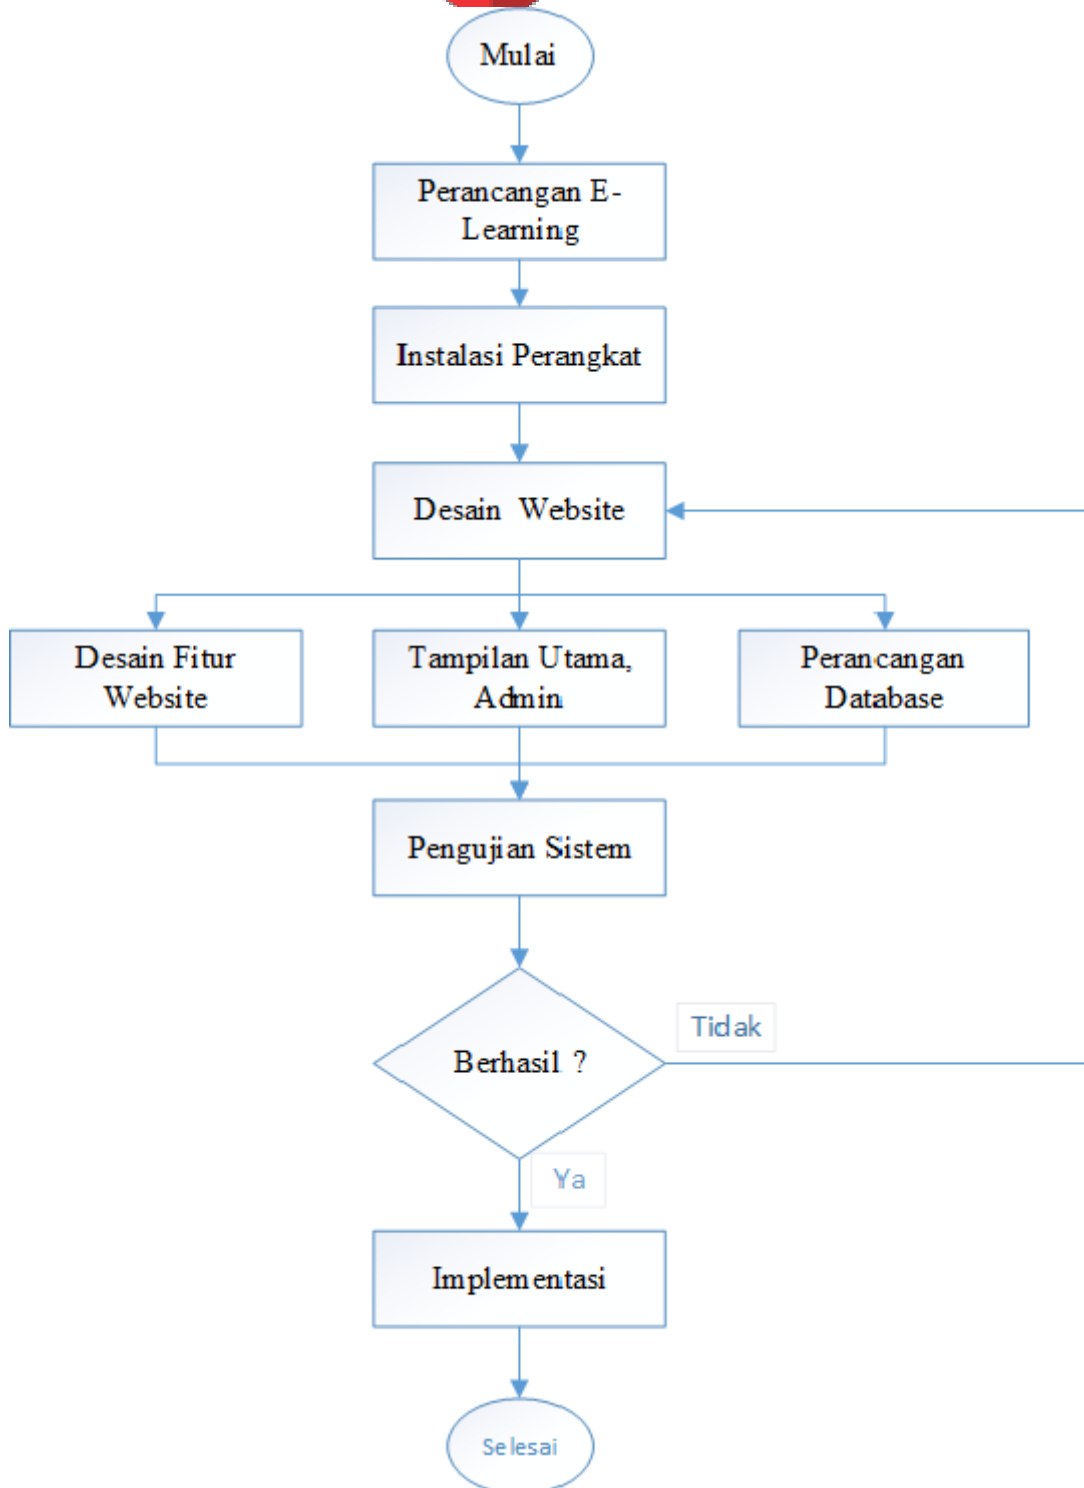 Mulai
Perancangan E-
Learning
Instalasi Perangkat
Desain Website
Desain Fitur
Website
Tampilan Utama,
Admin
Perancangan
Database
Pengujian Sistem
Berhasil ?
Tidak
Ya
Implementasi
Selesai